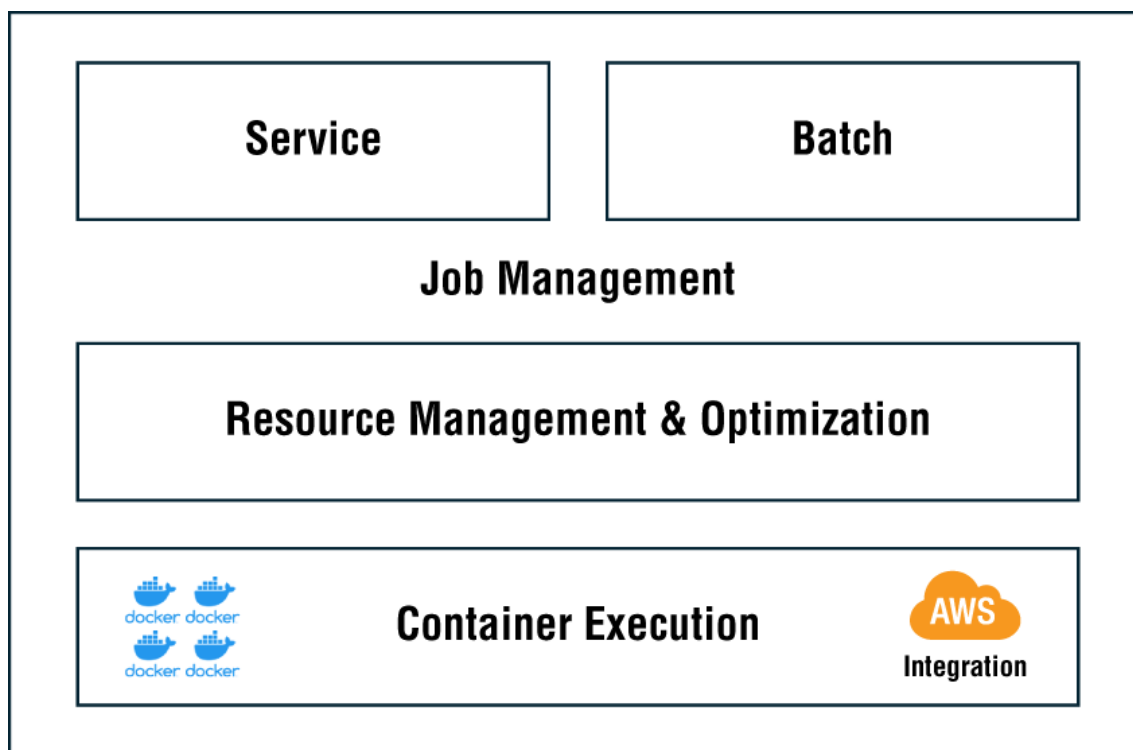 Service
Batch
Job Management
Resource Management & Optimization
docker docker
docker docker
Container Execution
AWS
Integration